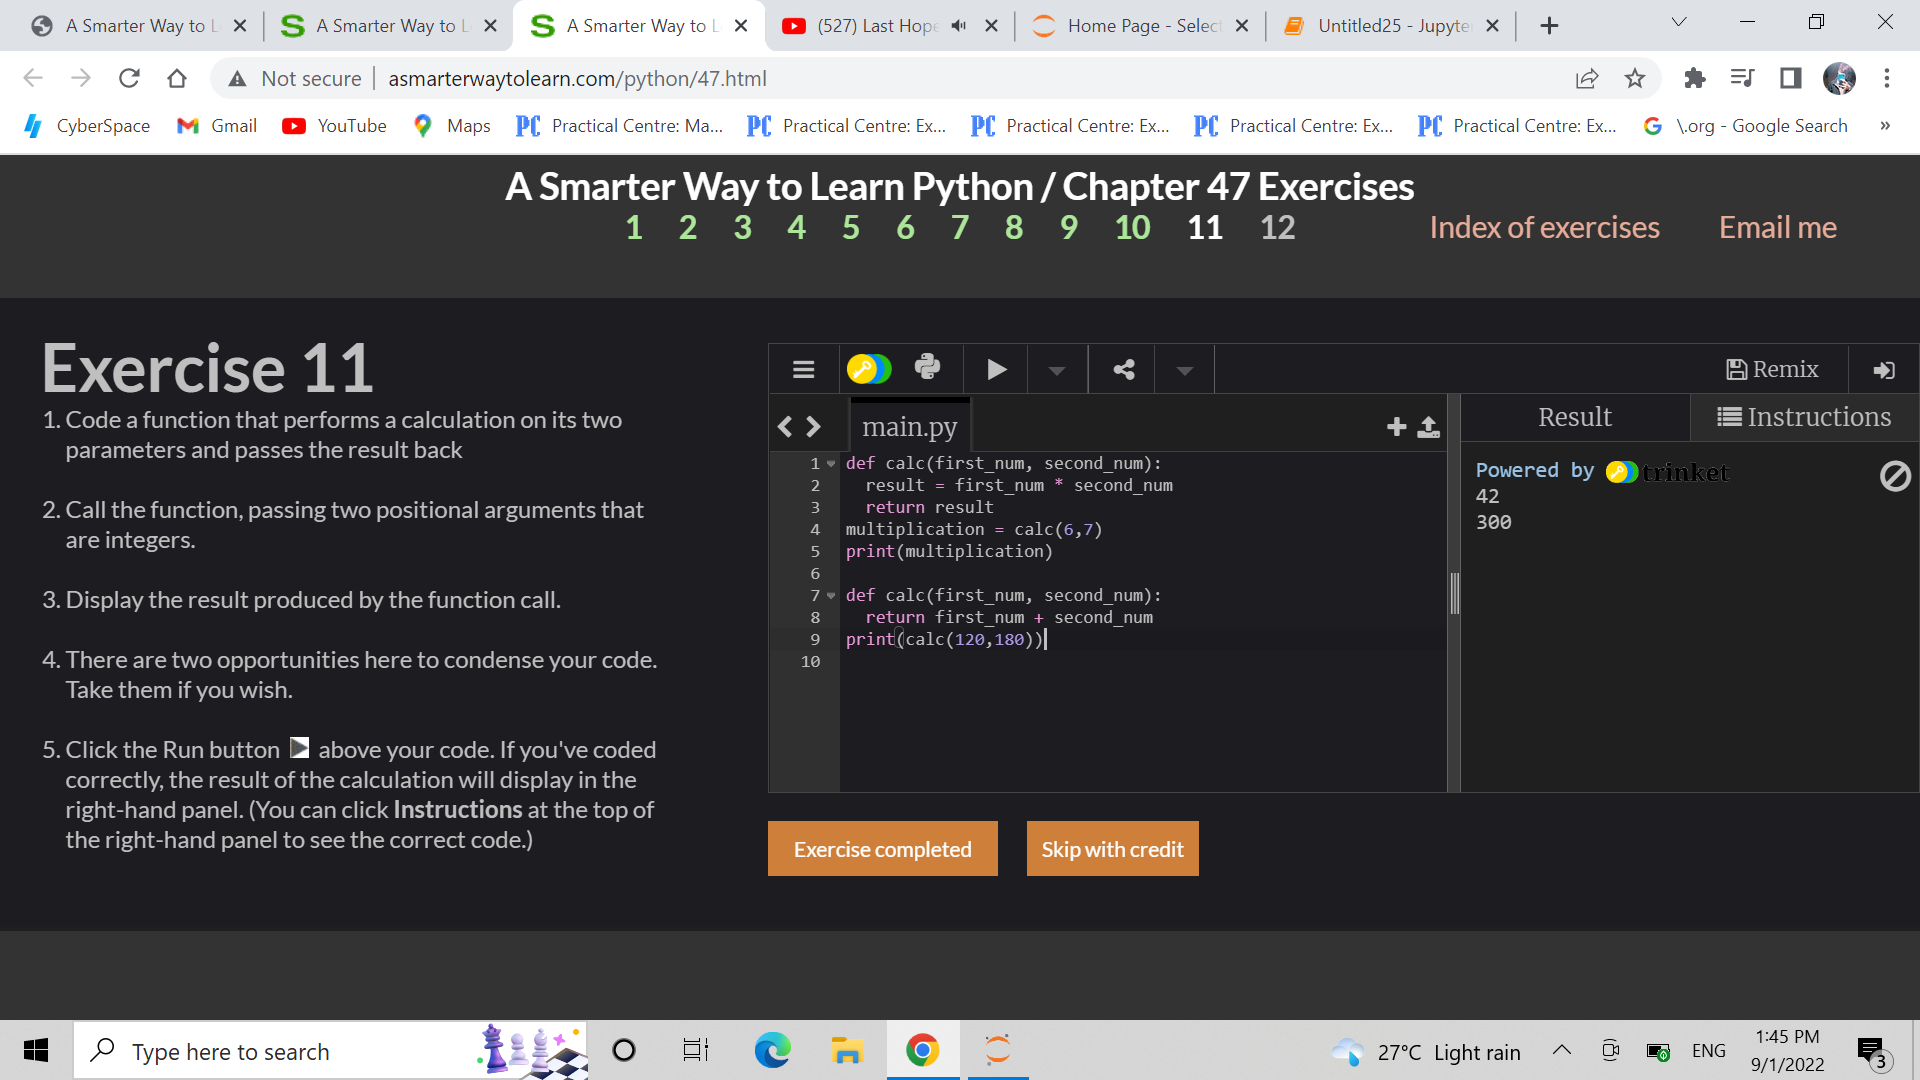 A Smarter Way to L
A Smarter Way to L
A Smarter Way to L
(527) Last Hope
Home Page - Select
Untitled25 - Jupyter
Not secure
asmarterwaytolearn.com/python/47.html
CyberSpace
Gmail
YouTube
Maps
PC Practical Centre: Ma...
PC Practical Centre: Ex...
PC Practical Centre: Ex...
PC Practical Centre: Ex...
PC Practical Centre: Ex...
\.org - Google Search
»
A Smarter Way to Learn Python / Chapter 47 Exercises
1 2 3 4 5 6 7 8 9 10 11 12
Index of exercises
Email me
Exercise 11
1. Code a function that performs a calculation on its two
parameters and passes the result back
2. Call the function, passing two positional arguments that
are integers.
3. Display the result produced by the function call.
4. There are two opportunities here to condense your code.
Take them if you wish.
5. Click the Run button above your code. If you've coded
correctly, the result of the calculation will display in the
right-hand panel. (You can click Instructions at the top of
the right-hand panel to see the correct code.)
Remix
main.py
Result
Instructions
1 def calc(first_num, second_num):
2 result = first_num * second_num
3 return result
4 multiplication = calc(6,7)
5 print(multiplication)
6
7 def calc(first_num, second_num):
8 return first_num + second_num
9 print(calc(120,180))
10
Powered by trinket
42
300
Exercise completed
Skip with credit
Type here to search
27°C Light rain
ENG
1:45 PM
9/1/2022
3